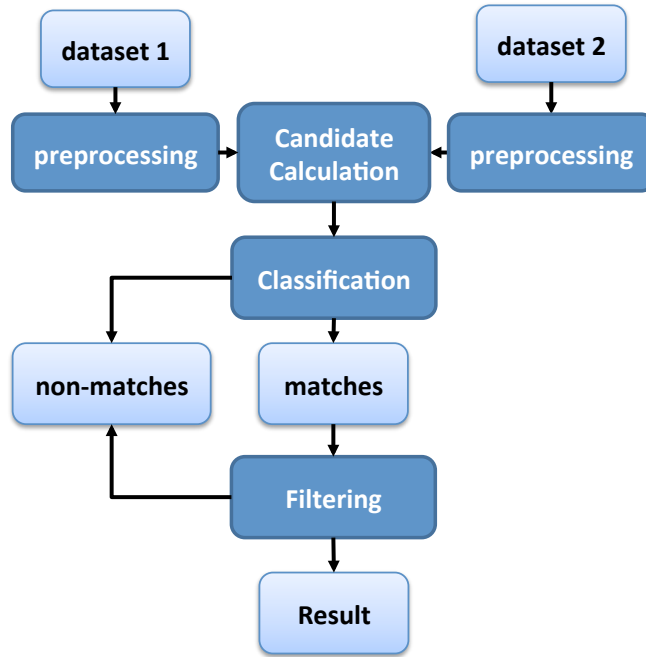 dataset 1
dataset 2
preprocessing
Candidate
Calculation
preprocessing
Classification
non-matches
matches
Filtering
Result